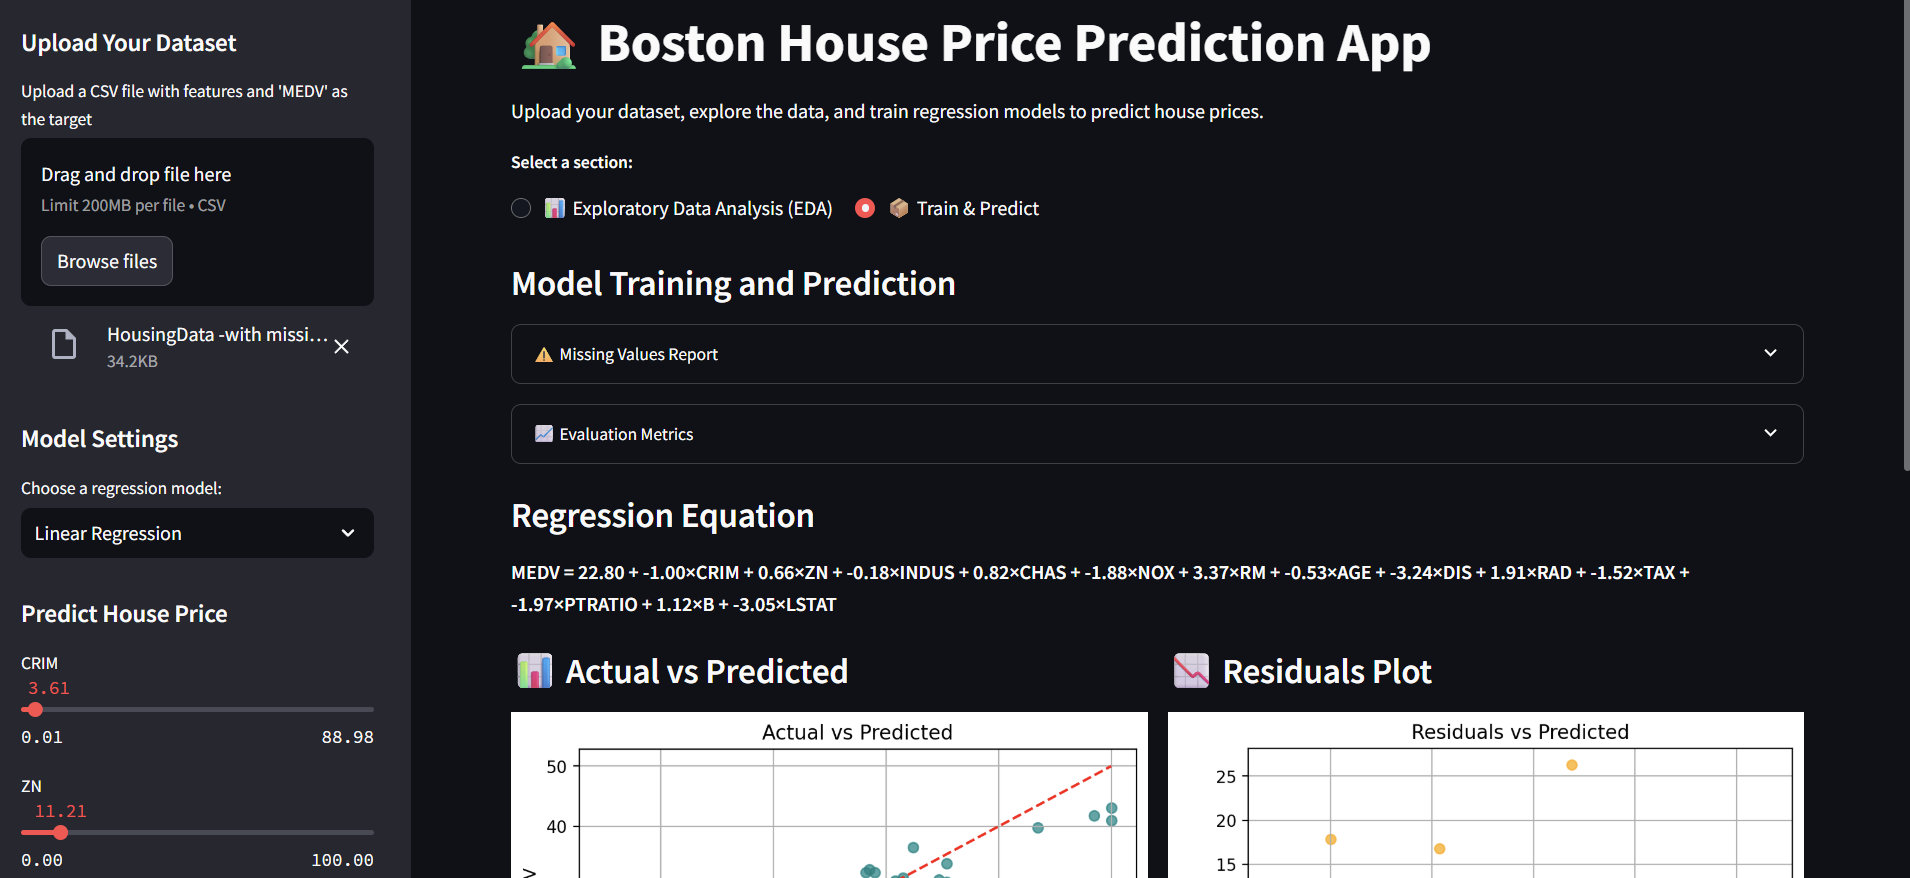 Upload Your Dataset
Upload a CSV file with features and 'MEDV' as
the target
Drag and drop file here
Limit 200MB per file • CSV
Browse files
HousingData -with missi...
34.2KB
Model Settings
Choose a regression model:
Linear Regression
Predict House Price
CRIM
3.61
0.01 88.98
ZN
11.21
0.00 100.00
Boston House Price Prediction App
Upload your dataset, explore the data, and train regression models to predict house prices.
Select a section:
Exploratory Data Analysis (EDA) Train & Predict
Model Training and Prediction
Missing Values Report
Evaluation Metrics
Regression Equation
MEDV = 22.80 + -1.00×CRIM + 0.66×ZN + -0.18×INDUS + 0.82×CHAS + -1.88×NOX + 3.37×RM + -0.53×AGE + -3.24×DIS + 1.91×RAD + -1.52×TAX +
-1.97×PTRATIO + 1.12×B + -3.05×LSTAT
Actual vs Predicted
Actual vs Predicted
50
40
Residuals Plot
Residuals vs Predicted
25
20
15